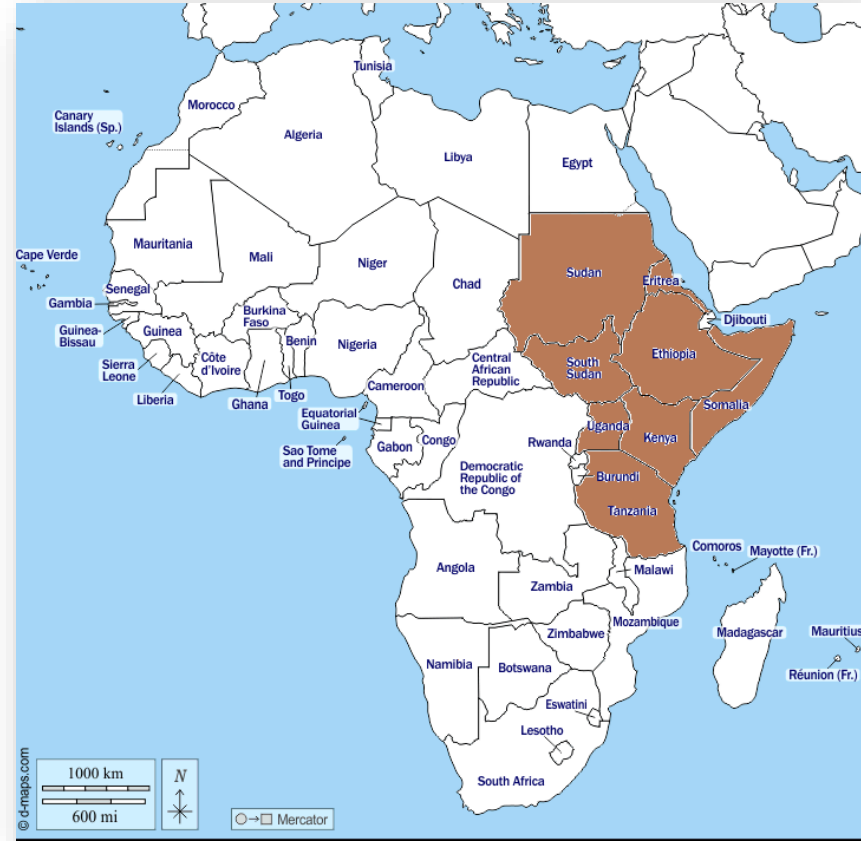 Tunisia
Morocco
Canary
Islands (Sp.)
Algeria
Libya
Egypt
Mauritania
Mali
Niger
Cape Verde
Chad
Sudan
Eritrea
Senegal
Gambia
Djibouti
Burkina
Faso
Guinea-
Bissau
Guinea
Benin
Nigeria
Ethiopia
Côte
d'Ivoire
Central
African
Republic
South
Sudan
Sierra
Leone
Liberia
Ghana
Togo
Cameroon
Somalia
Equatorial
Guinea
Uganda
Kenya
Gabon
Congo
Rwanda
Sao Tome
and Principe
Democratic
Republic of
the Congo
Burundi
Tanzania
Comoros
Mayotte (Fr.)
Angola
Malawi
Zambia
Mozambique
Madagascar
Mauritius
Zimbabwe
Namibia
Botswana
Réunion (Fr.)
Eswatini
Lesotho
South Africa
© d-maps.com
1000 km
600 mi
N
Mercator